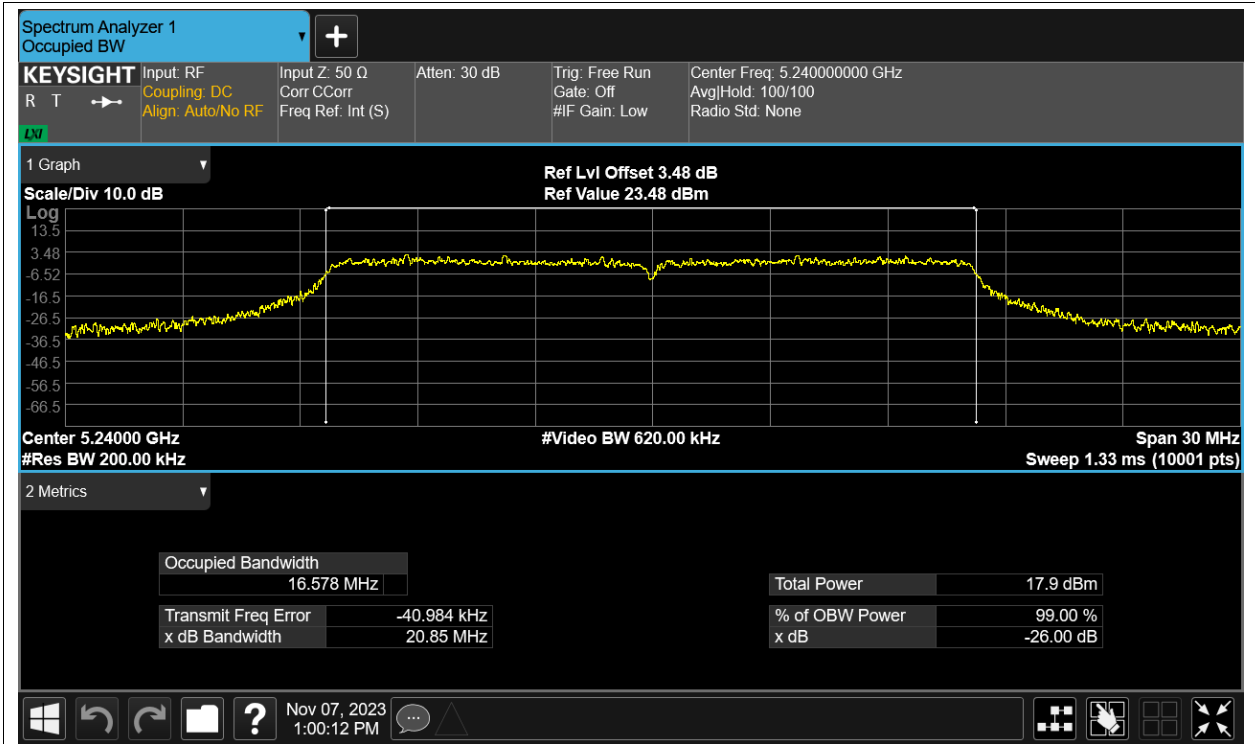 Spectrum Analyzer 1
Occupied BW
KEYSIGHT
R T
LXI
Input: RF
Coupling: DC
Align: Auto/No RF
Input Z: 50 Ω
Corr CCorr
Freq Ref: Int (S)
Atten: 30 dB
Trig: Free Run
Gate: Off
#IF Gain: Low
Center Freq: 5.240000000 GHz
Avg|Hold: 100/100
Radio Std: None
1 Graph
Scale/Div 10.0 dB
Ref Lvl Offset 3.48 dB
Ref Value 23.48 dBm
Log
13.5
3.48
-6.52
-16.5
-26.5
-36.5
-46.5
-56.5
-66.5
Center 5.24000 GHz
#Res BW 200.00 kHz
#Video BW 620.00 kHz
Span 30 MHz
Sweep 1.33 ms (10001 pts)
2 Metrics
Occupied Bandwidth
16.578 MHz
Transmit Freq Error -40.984 kHz
x dB Bandwidth 20.85 MHz
Total Power 17.9 dBm
% of OBW Power 99.00 %
x dB -26.00 dB
?
Nov 07, 2023
1:00:12 PM